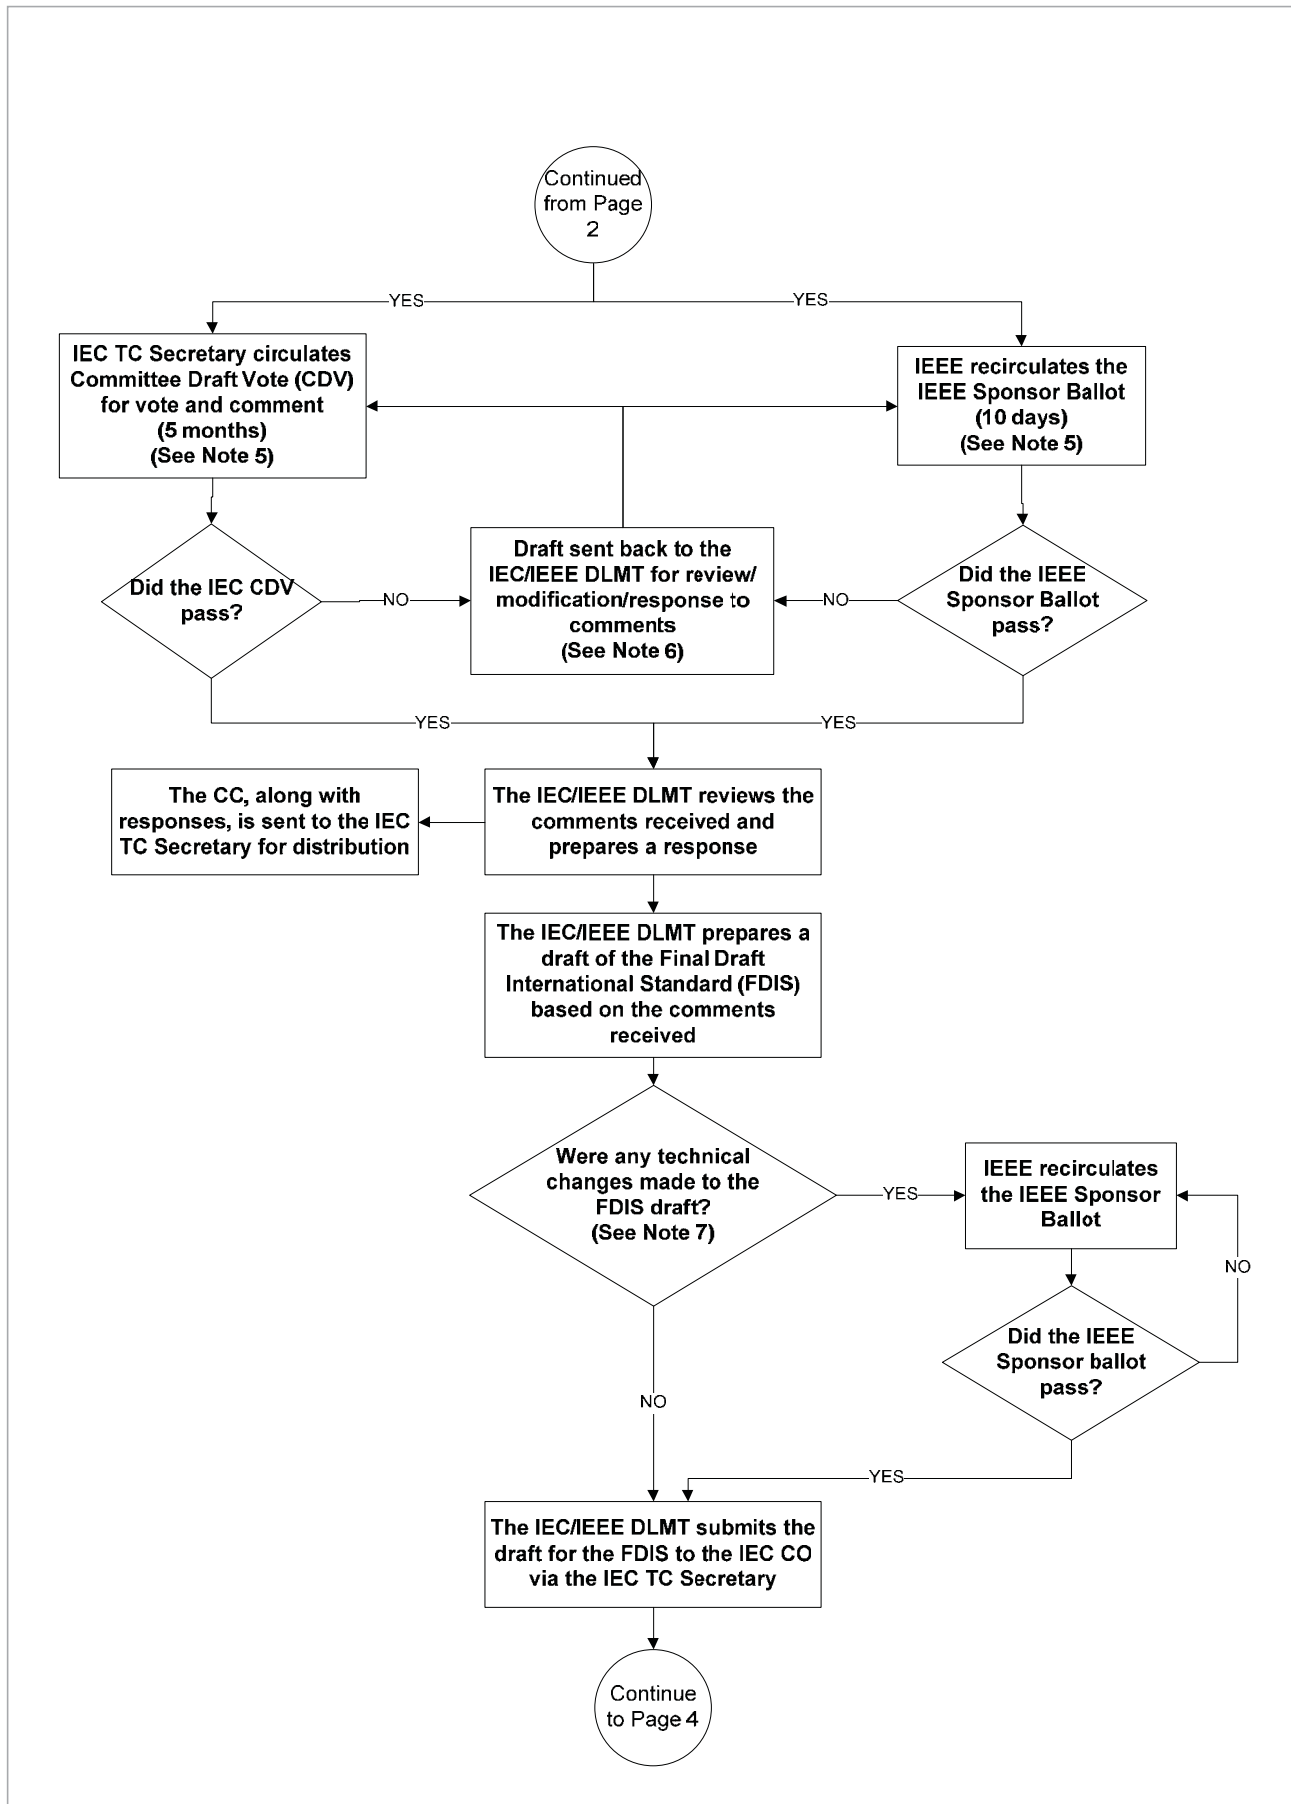 Continued
from Page
2
YES
YES
IEC TC Secretary circulates
Committee Draft Vote (CDV)
for vote and comment
(5 months)
(See Note 5)
IEEE recirculates the
IEEE Sponsor Ballot
(10 days)
(See Note 5)
Did the IEC CDV
pass?
NO
Draft sent back to the
IEC/IEEE DLMT for review/
modification/response to
comments
(See Note 6)
NO
Did the IEEE
Sponsor Ballot
pass?
YES
YES
The CC, along with
responses, is sent to the IEC
TC Secretary for distribution
The IEC/IEEE DLMT reviews the
comments received and
prepares a response
The IEC/IEEE DLMT prepares a
draft of the Final Draft
International Standard (FDIS)
based on the comments
received
Were any technical
changes made to the
FDIS draft?
(See Note 7)
YES
IEEE recirculates
the IEEE Sponsor
Ballot
NO
Did the IEEE
Sponsor ballot
pass?
NO
YES
The IEC/IEEE DLMT submits the
draft for the FDIS to the IEC CO
via the IEC TC Secretary
Continue
to Page 4